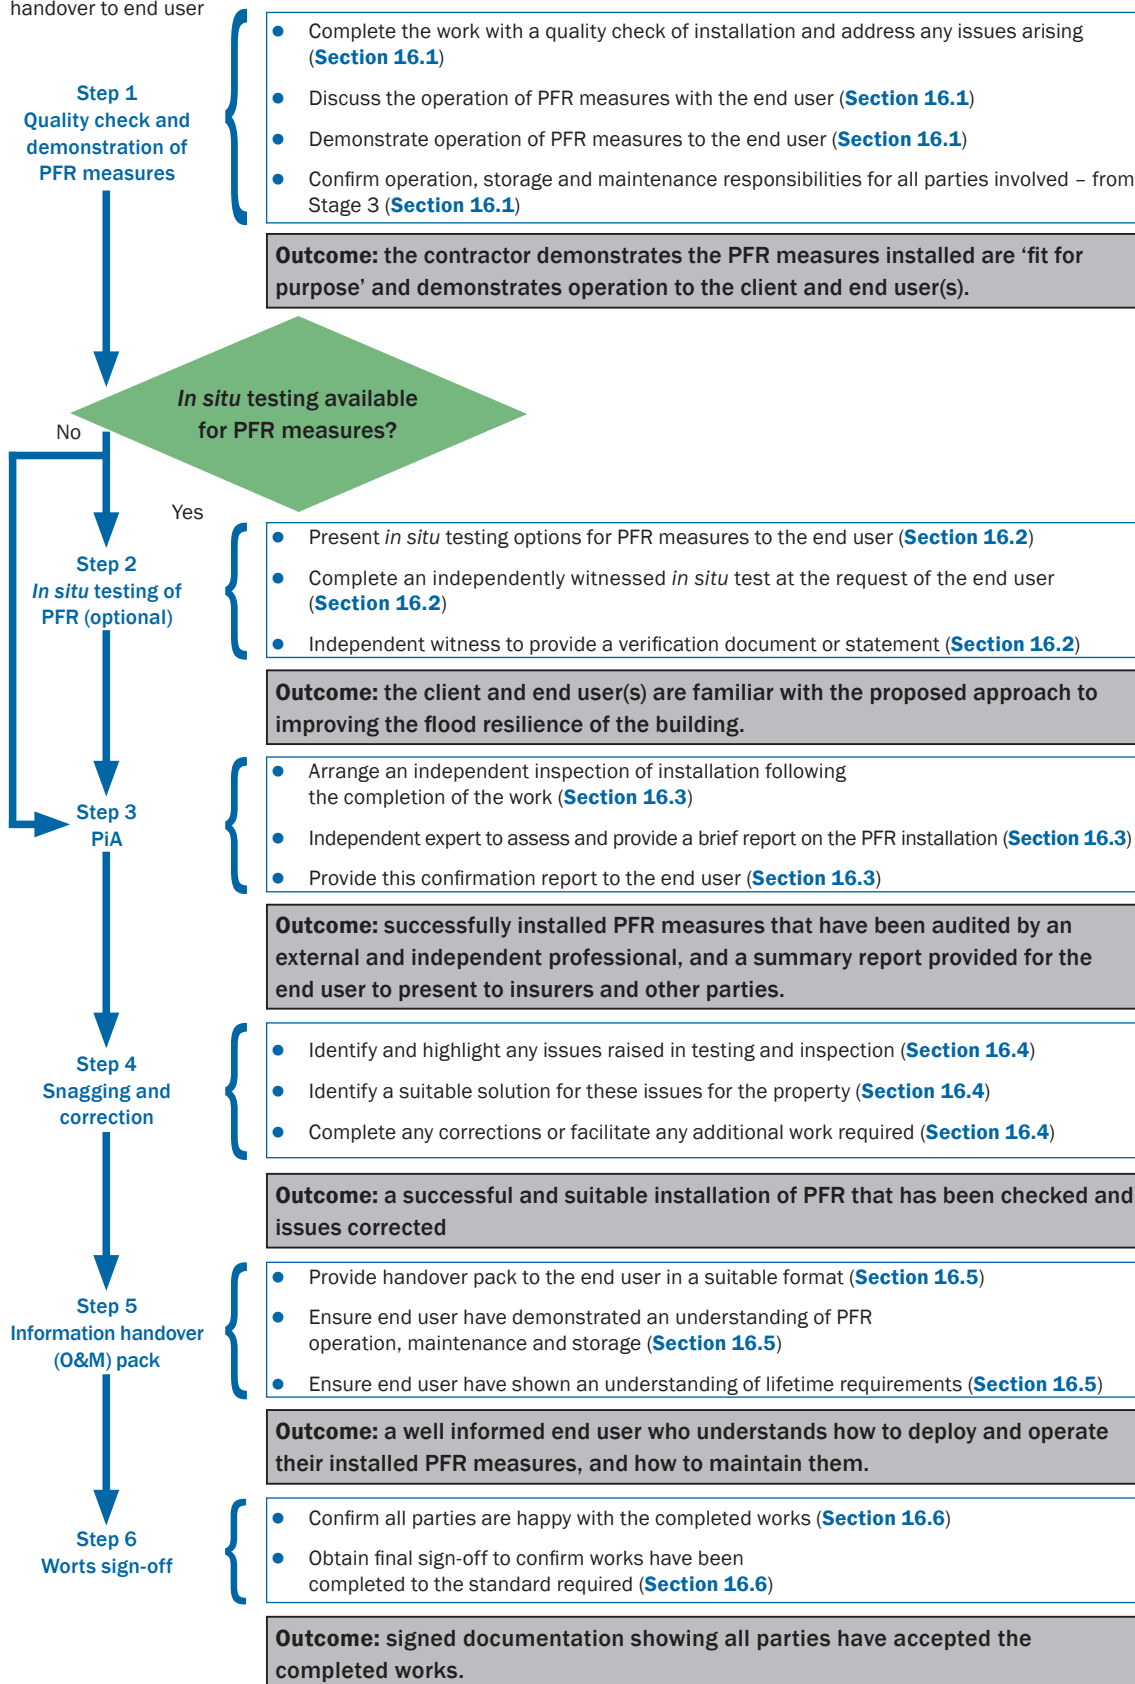 handover to end user
Step 1
Quality check and
demonstration of
PFR measures
● Complete the work with a quality check of installation and address any issues arising
(Section 16.1)
● Discuss the operation of PFR measures with the end user (Section 16.1)
● Demonstrate operation of PFR measures to the end user (Section 16.1)
● Confirm operation, storage and maintenance responsibilities for all parties involved – from
Stage 3 (Section 16.1)
Outcome: the contractor demonstrates the PFR measures installed are ‘fit for
purpose’ and demonstrates operation to the client and end user(s).
In situ testing available
for PFR measures?
No
Yes
Step 2
In situ testing of
PFR (optional)
● Present in situ testing options for PFR measures to the end user (Section 16.2)
● Complete an independently witnessed in situ test at the request of the end user
(Section 16.2)
● Independent witness to provide a verification document or statement (Section 16.2)
Outcome: the client and end user(s) are familiar with the proposed approach to
improving the flood resilience of the building.
Step 3
PiA
● Arrange an independent inspection of installation following
the completion of the work (Section 16.3)
● Independent expert to assess and provide a brief report on the PFR installation (Section 16.3)
● Provide this confirmation report to the end user (Section 16.3)
Outcome: successfully installed PFR measures that have been audited by an
external and independent professional, and a summary report provided for the
end user to present to insurers and other parties.
Step 4
Snagging and
correction
● Identify and highlight any issues raised in testing and inspection (Section 16.4)
● Identify a suitable solution for these issues for the property (Section 16.4)
● Complete any corrections or facilitate any additional work required (Section 16.4)
Outcome: a successful and suitable installation of PFR that has been checked and
issues corrected
Step 5
Information handover
(O&M) pack
● Provide handover pack to the end user in a suitable format (Section 16.5)
● Ensure end user have demonstrated an understanding of PFR
operation, maintenance and storage (Section 16.5)
● Ensure end user have shown an understanding of lifetime requirements (Section 16.5)
Outcome: a well informed end user who understands how to deploy and operate
their installed PFR measures, and how to maintain them.
Step 6
Worts sign-off
● Confirm all parties are happy with the completed works (Section 16.6)
● Obtain final sign-off to confirm works have been
completed to the standard required (Section 16.6)
Outcome: signed documentation showing all parties have accepted the
completed works.